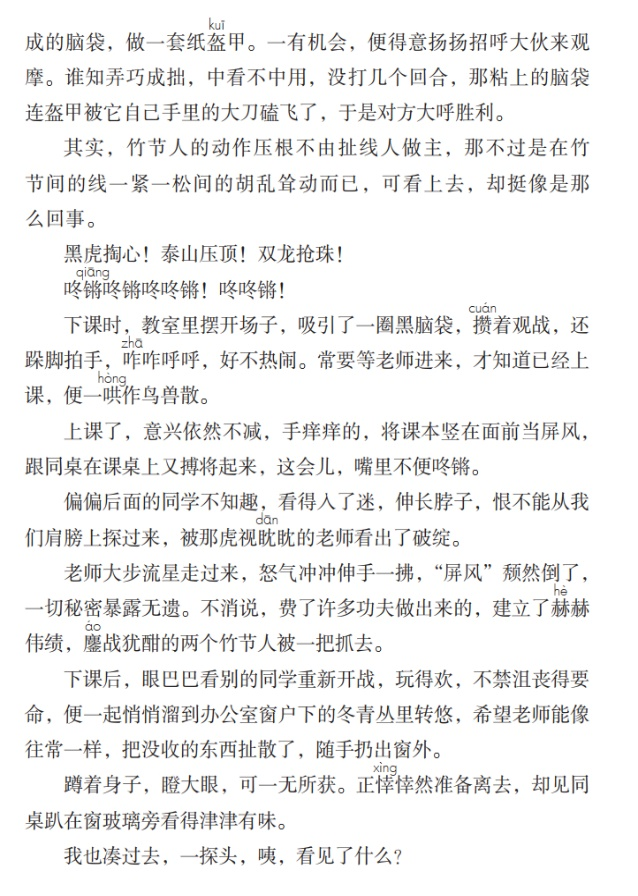 kuī
成的脑袋，做一套纸盔甲。一有机会，便得意扬扬招呼大伙来观
摩。谁知弄巧成拙，中看不中用，没打几个回合，那粘上的脑袋
连盔甲被它自己手里的大刀磕飞了，于是对方大呼胜利。
其实，竹节人的动作压根不由扯线人做主，那不过是在竹
节间的线一紧一松间的胡乱耸动而已，可看上去，却挺像是那
么回事。
黑虎掏心！泰山压顶！双龙抢珠！
qiāng
咚锵咚锵咚咚锵！咚咚锵！
cuán
下课时，教室里摆开场子，吸引了一圈黑脑袋，攒着观战，还
zhā
跺脚拍手，咋咋呼呼，好不热闹。常要等老师进来，才知道已经上
hòng
课，便一哄作鸟兽散。
上课了，意兴依然不减，手痒痒的，将课本竖在面前当屏风，
跟同桌在课桌上又搏将起来，这会儿，嘴里不便咚锵。
偏偏后面的同学不知趣，看得入了迷，伸长脖子，恨不能从我
dān
们肩膀上探过来，被那虎视眈眈的老师看出了破绽。
老师大步流星走过来，怒气冲冲伸手一拂，“屏风”颓然倒了，
hè
一切秘密暴露无遗。不消说，费了许多功夫做出来的，建立了赫赫
áo
伟绩，鏖战犹酣的两个竹节人被一把抓去。
下课后，眼巴巴看别的同学重新开战，玩得欢，不禁沮丧得要
命，便一起悄悄溜到办公室窗户下的冬青丛里转悠，希望老师能像
往常一样，把没收的东西扯散了，随手扔出窗外。
xìng
蹲着身子，瞪大眼，可一无所获。正悻悻然准备离去，却见同
桌趴在窗玻璃旁看得津津有味。
我也凑过去，一探头，咦，看见了什么？